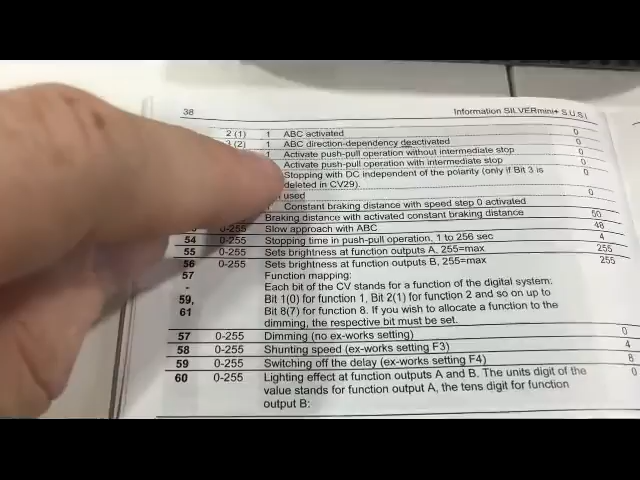 38 Information SILVERmini+ S.U.S.I.
2 (1) 1 ABC activated 0
(2) 1 ABC direction-dependency deactivated 0
1 Activate push-pull operation without intermediate stop 0
Activate push-pull operation with intermediate stop 0
Stopping with DC independent of the polarity (only if Bit 3 is 0
deleted in CV29).
used 0
Constant braking distance with speed step 0 activated
Braking distance with activated constant braking distance 50
0-255 Slow approach with ABC 48
54 0-255 Stopping time in push-pull operation, 1 to 256 sec 4
55 0-255 Sets brightness at function outputs A, 255=max 255
56 0-255 Sets brightness at function outputs B, 255=max 255
57 Function mapping:
- Each bit of the CV stands for a function of the digital system:
59, Bit 1(0) for function 1, Bit 2(1) for function 2 and so on up to
61 Bit 8(7) for function 8. If you wish to allocate a function to the
dimming, the respective bit must be set.
57 0-255 Dimming (no ex-works setting) 0
58 0-255 Shunting speed (ex-works setting F3) 4
59 0-255 Switching off the delay (ex-works setting F4) 8
60 0-255 Lighting effect at function outputs A and B. The units digit of the 0
value stands for function output A, the tens digit for function
output B: